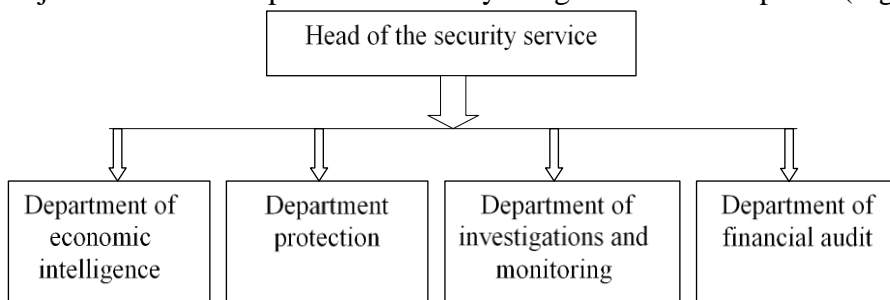 Head of the security service
Department of
economic
intelligence
Department
protection
Department of
investigations and
monitoring
Department of
financial audit